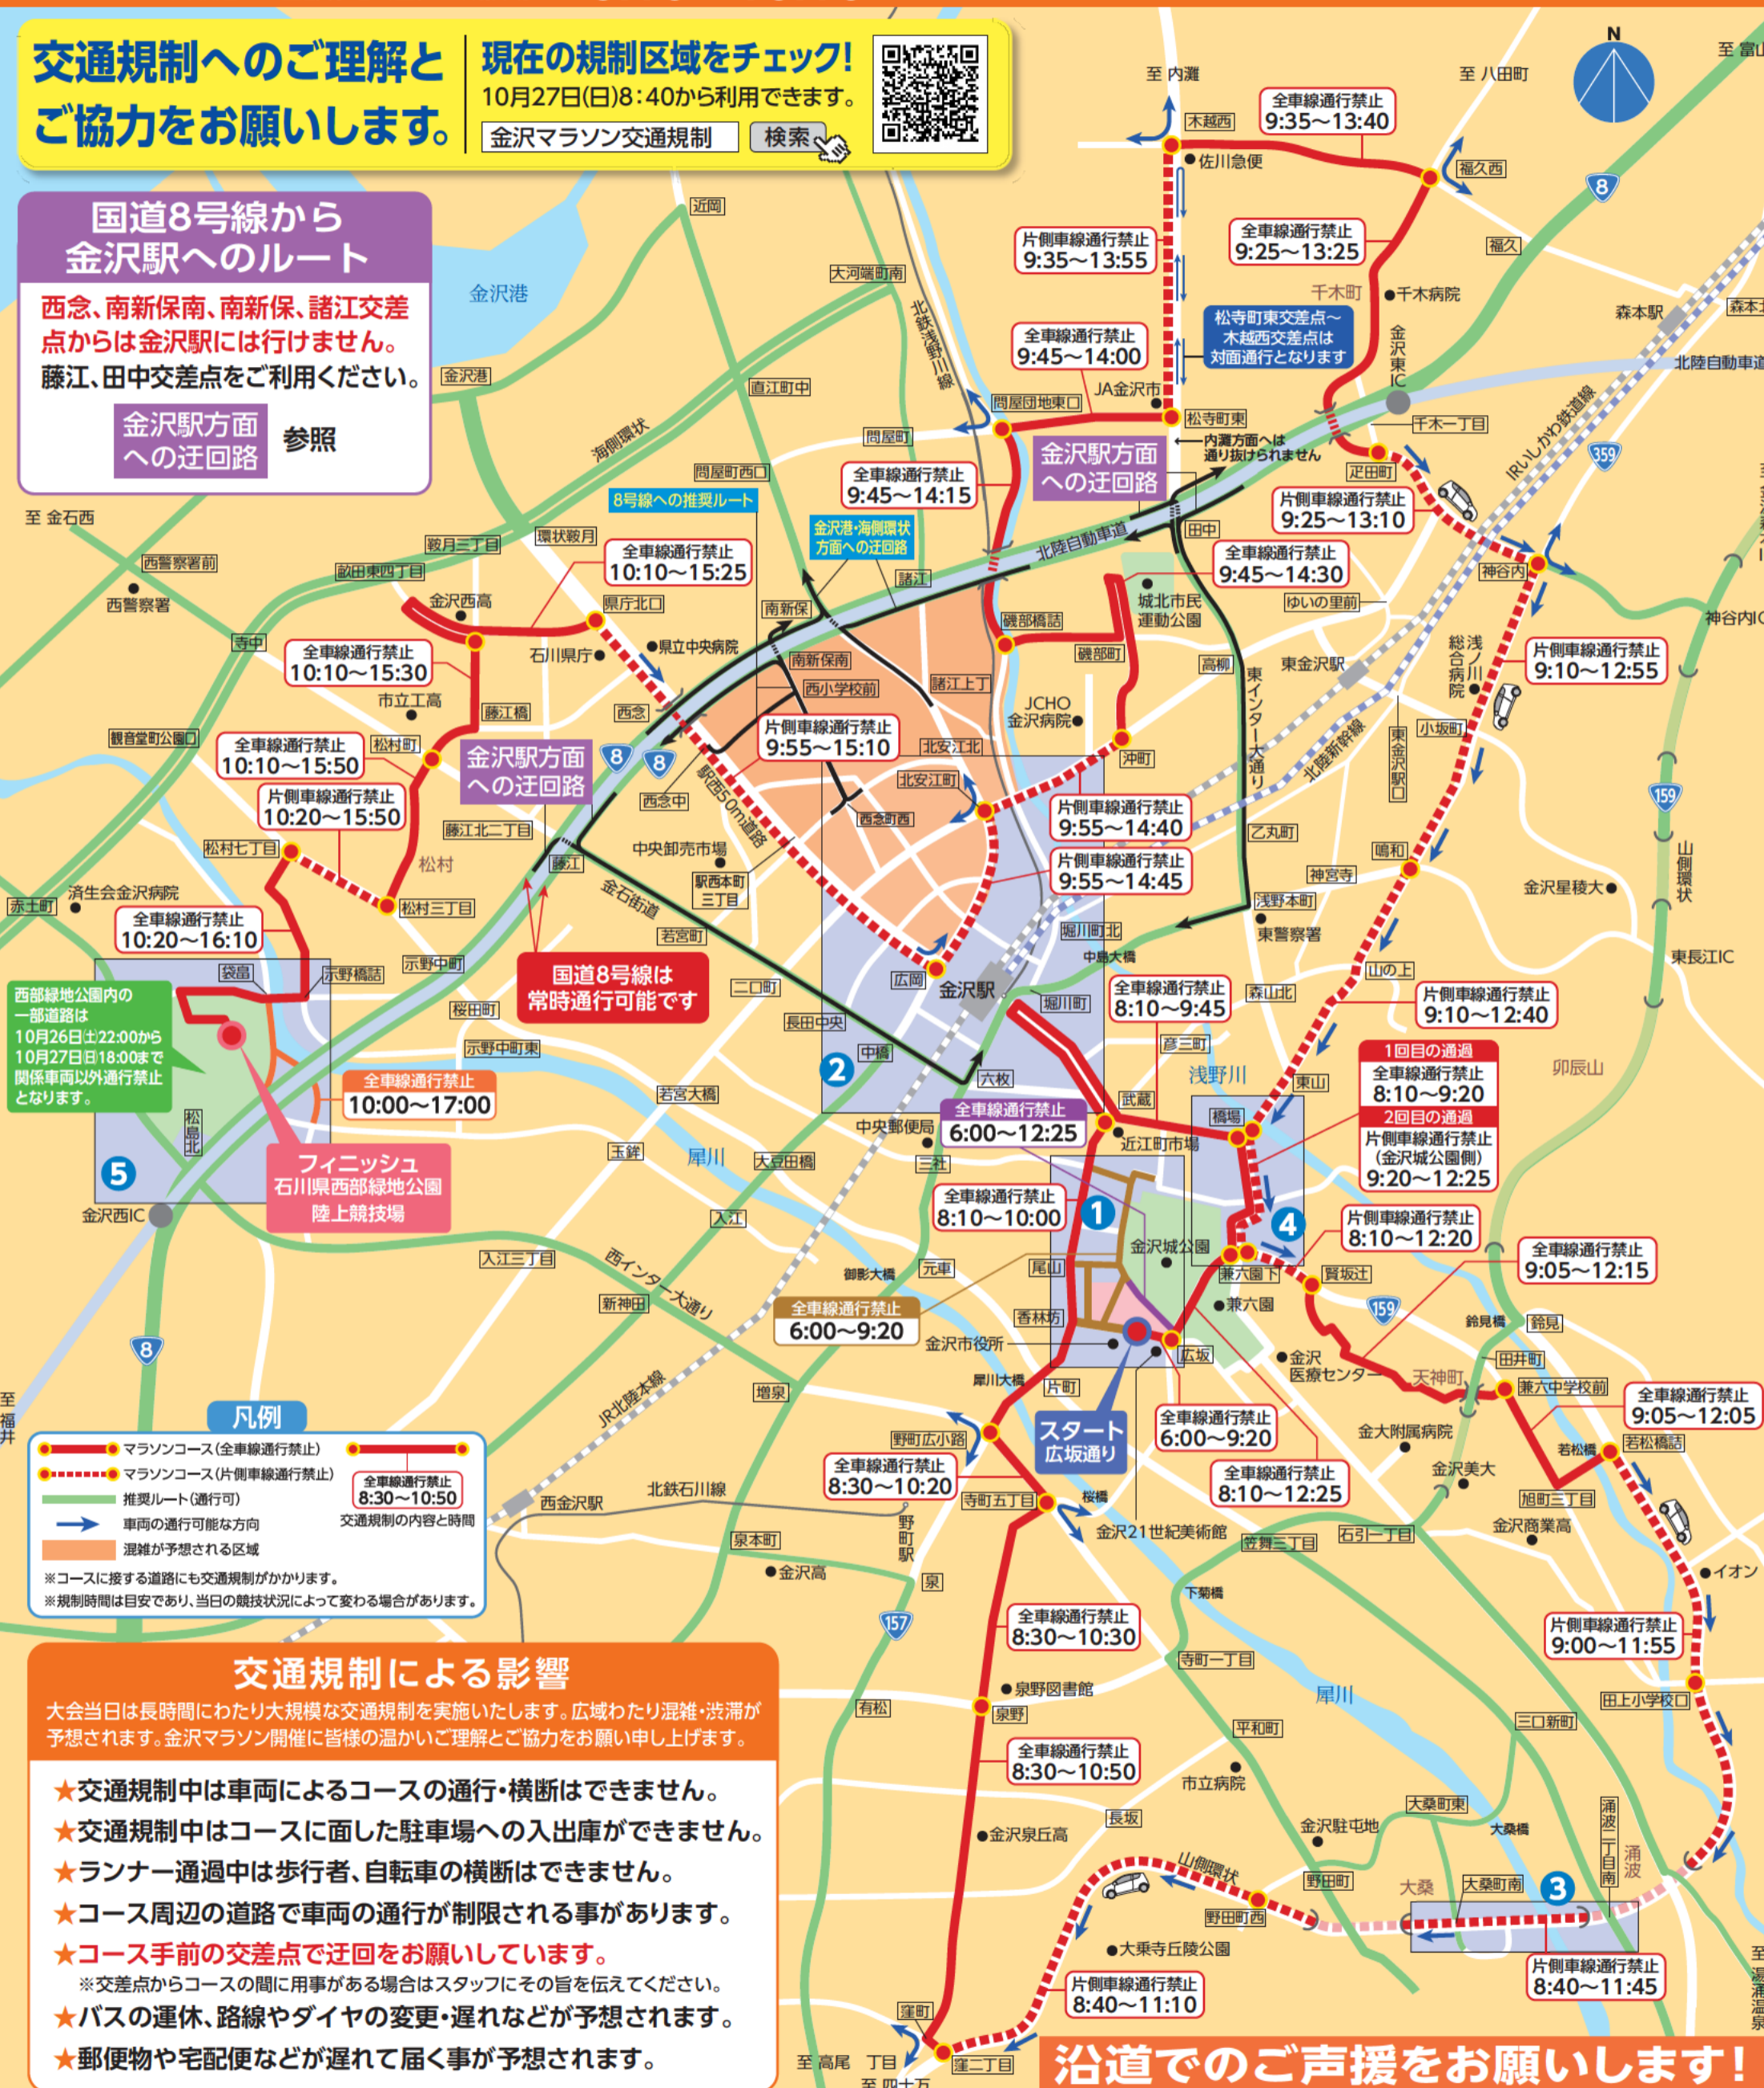 交通規制へのご理解と
ご協力をお願いします。
現在の規制区域をチェック!
10月27日(日)8:40から利用できます。
金沢マラソン交通規制
検索
国道8号線から
金沢駅へのルート
西念、南新保南、南新保、諸江交差
点からは金沢駅には行けません。
藤江、田中交差点をご利用ください。
金沢駅方面
への迂回路
参照
N
至 富山
至 内灘
至 八田町
木越西
全車線通行禁止
9:35～13:40
佐川急便
福久西
8
近岡
片側車線通行禁止
9:35～13:55
全車線通行禁止
9:25～13:25
福久
大河端町南
金沢港
北鉄浅野川線
千木町
千木病院
森本駅
松寺町東交差点～
木越西交差点は
対面通行となります
金沢東IC
全車線通行禁止
9:45～14:00
北陸自動車道
金沢港
直江町中
JA金沢市
問屋団地東口
松寺町東
千木一丁目
海側環状
問屋町
金沢駅方面
への迂回路
←内灘方面へは
通り抜けられません
IRいしかわ鉄道線
359
疋田町
問屋町西口
全車線通行禁止
9:45～14:15
8号線への推奨ルート
片側車線通行禁止
9:25～13:10
至 金石西
金沢港・海側環状
方面への迂回路
田中
北陸自動車道
鞍月三丁目
環状鞍月
全車線通行禁止
10:10～15:25
全車線通行禁止
9:45～14:30
西警察署前
西警察署
畝田東四丁目
諸江
神谷内
金沢西高
県庁北口
南新保
城北市民
運動公園
ゆいの里前
神谷内IC
寺中
磯部橋詰
全車線通行禁止
10:10～15:30
石川県庁
県立中央病院
南新保南
磯部町
高柳
東金沢駅
浅ノ川
総合病院
片側車線通行禁止
9:10～12:55
市立工高
西小学校前
諸江上丁
東インター大通り
藤江橋
西念
JCHO
金沢病院
観音堂町公園口
松村町
全車線通行禁止
10:10～15:50
金沢駅方面
への迂回路
8
8
片側車線通行禁止
9:55～15:10
北安江北
沖町
北陸新幹線
東金沢駅口
小坂町
片側車線通行禁止
10:20～15:50
駅西50m道路
北安江町
西念中
西念町西
片側車線通行禁止
9:55～14:40
159
藤江北二丁目
松村七丁目
松村
中央卸売市場
乙丸町
片側車線通行禁止
9:55～14:45
鳴和
山側環状
藤江
神宮寺
済生会金沢病院
駅西本町
三丁目
金沢星稜大
赤土町
松村三丁目
金石街道
浅野本町
全車線通行禁止
10:20～16:10
若宮町
堀川町北
東警察署
中島大橋
東長江IC
袋畠
示野橋詰
示野中町
国道8号線は
常時通行可能です
広岡
山の上
二口町
金沢駅
堀川町
全車線通行禁止
8:10～9:45
森山北
片側車線通行禁止
9:10～12:40
西部緑地公園内の
一部道路は
10月26日(土)22:00から
10月27日(日)18:00まで
関係車両以外通行禁止
となります。
桜田町
長田中央
示野中町東
中橋
彦三町
1回目の通過
全車線通行禁止
8:10～9:20
2回目の通過
片側車線通行禁止
(金沢城公園側)
9:20～12:25
卯辰山
2
六枚
浅野川
東山
全車線通行禁止
10:00～17:00
若宮大橋
武蔵
橋場
松島北
中央郵便局
全車線通行禁止
6:00～12:25
近江町市場
玉鉾
犀川
大豆田橋
三社
5
フィニッシュ
石川県西部緑地公園
陸上競技場
全車線通行禁止
8:10～10:00
1
4
金沢西IC
入江
片側車線通行禁止
8:10～12:20
金沢城公園
入江三丁目
西インター大通り
御影大橋
元車
尾山
兼六園下
賢坂辻
全車線通行禁止
9:05～12:15
新神田
全車線通行禁止
6:00～9:20
香林坊
兼六園
159
鈴見橋
鈴見
8
金沢市役所
広坂
金沢
医療センター
田井町
天神町
犀川大橋
片町
兼六中学校前
至 福井
JR北陸本線
増泉
スタート
広坂通り
全車線通行禁止
6:00～9:20
全車線通行禁止
9:05～12:05
凡例
マラソンコース(全車線通行禁止)
マラソンコース(片側車線通行禁止)
推奨ルート(通行可)
車両の通行可能な方向
混雑が予想される区域
全車線通行禁止
8:30～10:50
交通規制の内容と時間
※コースに接する道路にも交通規制がかかります。
※規制時間は目安であり、当日の競技状況によって変わる場合があります。
野町広小路
金大附属病院
若松橋
若松橋詰
全車線通行禁止
8:30～10:20
全車線通行禁止
8:10～12:25
金沢美大
西金沢駅
北鉄石川線
寺町五丁目
桜橋
旭町三丁目
野町駅
金沢21世紀美術館
金沢商業高
泉本町
笠舞三丁目
石引一丁目
金沢高
泉
イオン
下菊橋
157
全車線通行禁止
8:30～10:30
片側車線通行禁止
9:00～11:55
寺町一丁目
交通規制による影響
大会当日は長時間にわたり大規模な交通規制を実施いたします。広域わたり混雑・渋滞が
予想されます。金沢マラソン開催に皆様の温かいご理解とご協力をお願い申し上げます。
★交通規制中は車両によるコースの通行・横断はできません。
★交通規制中はコースに面した駐車場への入出庫ができません。
★ランナー通過中は歩行者、自転車の横断はできません。
★コース周辺の道路で車両の通行が制限される事があります。
★コース手前の交差点で迂回をお願いしています。
※交差点からコースの間に用事がある場合はスタッフにその旨を伝えてください。
★バスの運休、路線やダイヤの変更・遅れなどが予想されます。
★郵便物や宅配便などが遅れて届く事が予想されます。
泉野図書館
犀川
有松
泉野
田上小学校口
平和町
三口新町
全車線通行禁止
8:30～10:50
市立病院
大桑町東
長坂
金沢駐屯地
大桑橋
涌波二丁目南
涌波
金沢泉丘高
山側環状
野田町
大桑
大桑町南
3
野田町西
大乗寺丘陵公園
片側車線通行禁止
8:40～11:10
片側車線通行禁止
8:40～11:45
至 湯涌温泉
窪町
至 高尾 丁目
窪二丁目
至 四十万
沿道でのご声援をお願いします!